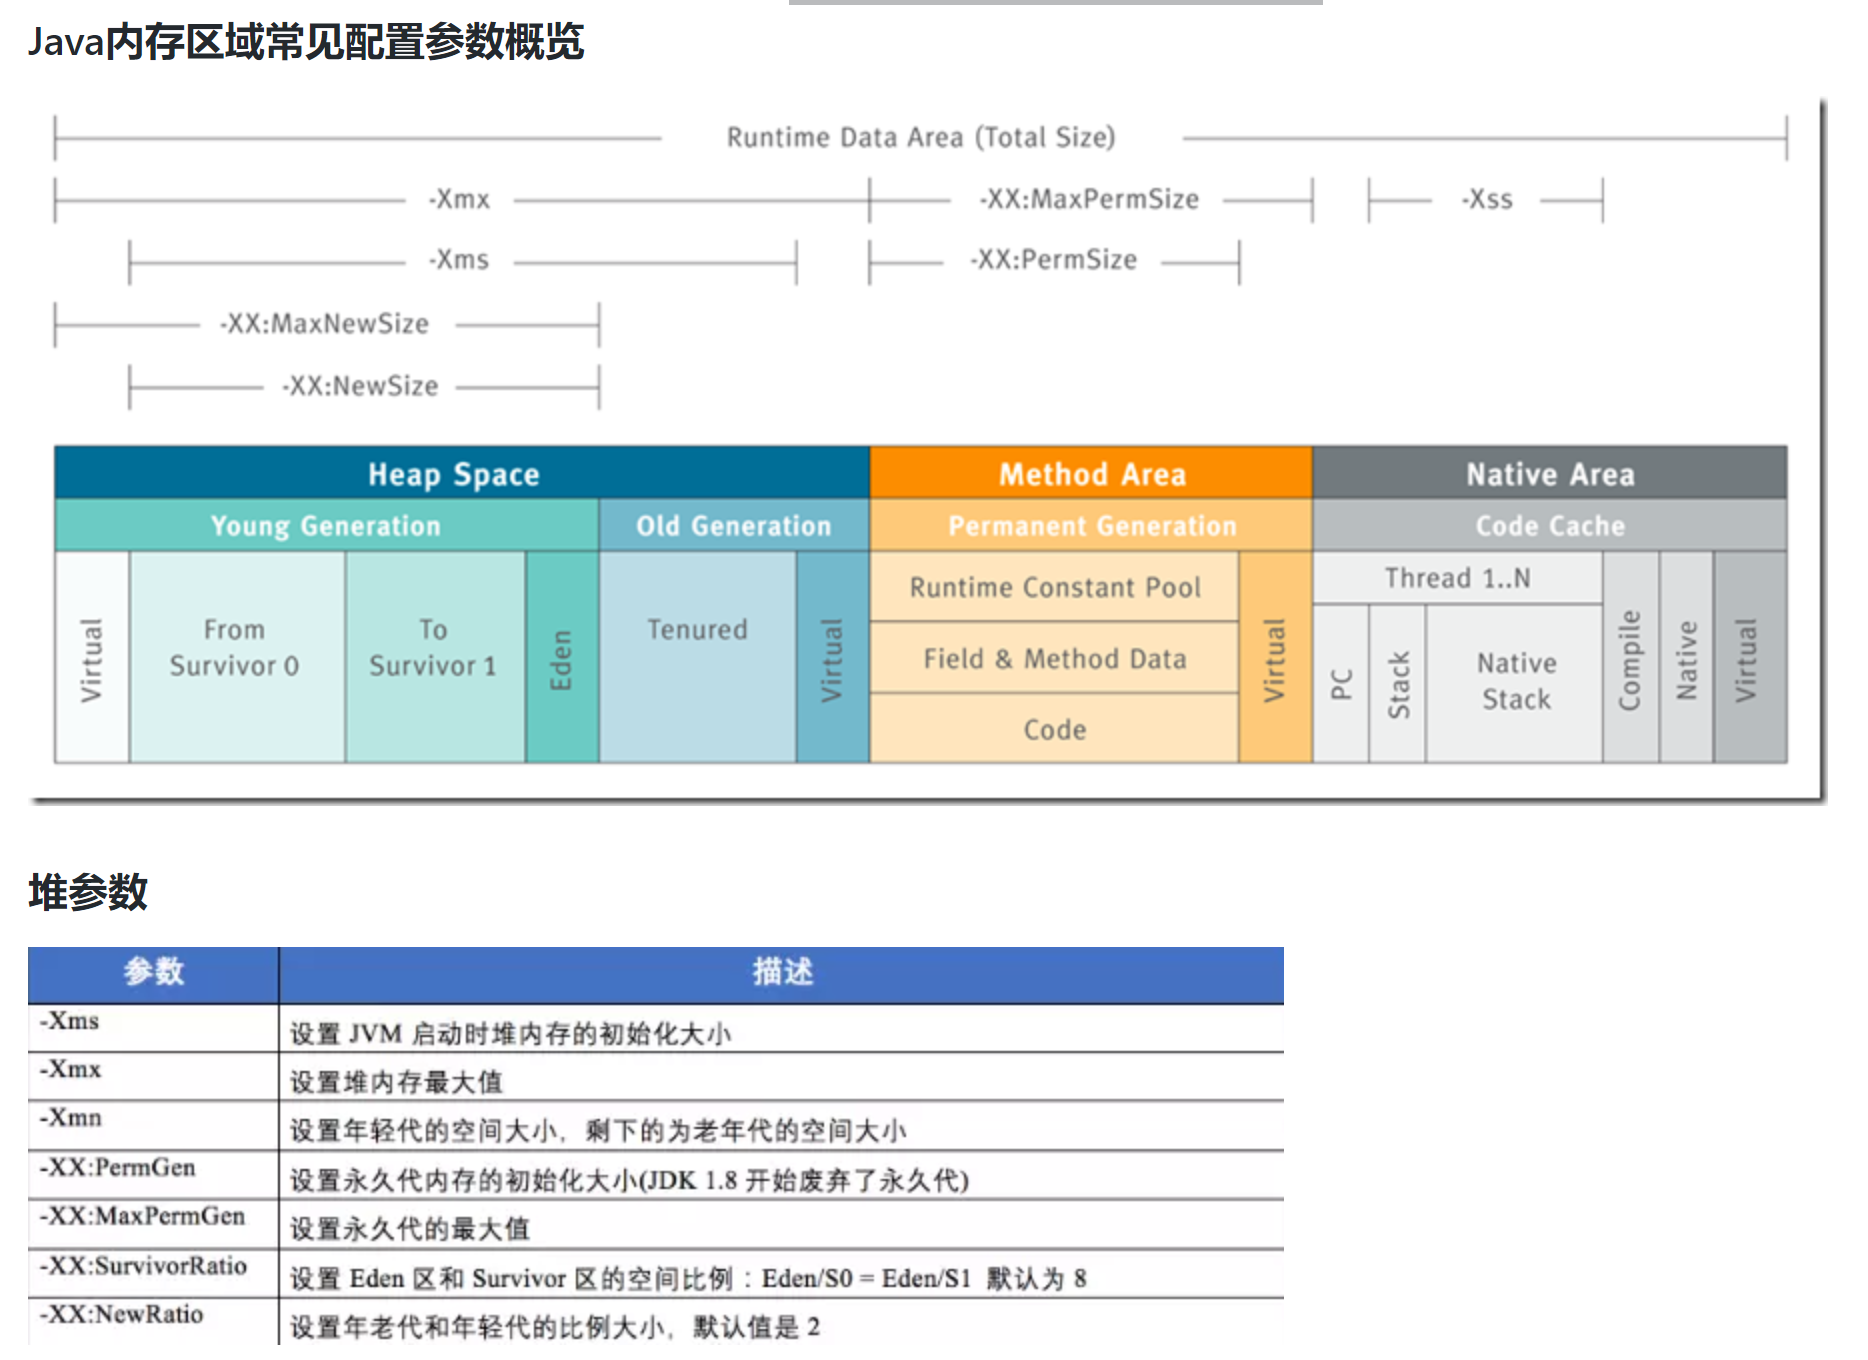 Java内存区域常见配置参数概览
Runtime Data Area (Total Size)
-Xmx -XX:MaxPermSize -Xss
-Xms -XX:PermSize
-XX:MaxNewSize
-XX:NewSize
Heap Space Method Area Native Area
Young Generation Old Generation Permanent Generation Code Cache
Virtual
From
Survivor 0
To
Survivor 1
Eden
Tenured
Virtual
Runtime Constant Pool
Field & Method Data
Code
Virtual
Thread 1..N
PC
Stack
Native
Stack
Compile
Native
Virtual
堆参数
参数 描述
-Xms 设置 JVM 启动时堆内存的初始化大小
-Xmx 设置堆内存最大值
-Xmn 设置年轻代的空间大小，剩下的为老年代的空间大小
-XX:PermGen 设置永久代内存的初始化大小(JDK 1.8 开始废弃了永久代)
-XX:MaxPermGen 设置永久代的最大值
-XX:SurvivorRatio 设置 Eden 区和 Survivor 区的空间比例：Eden/S0 = Eden/S1 默认为 8
-XX:NewRatio 设置年老代和年轻代的比例大小，默认值是 2